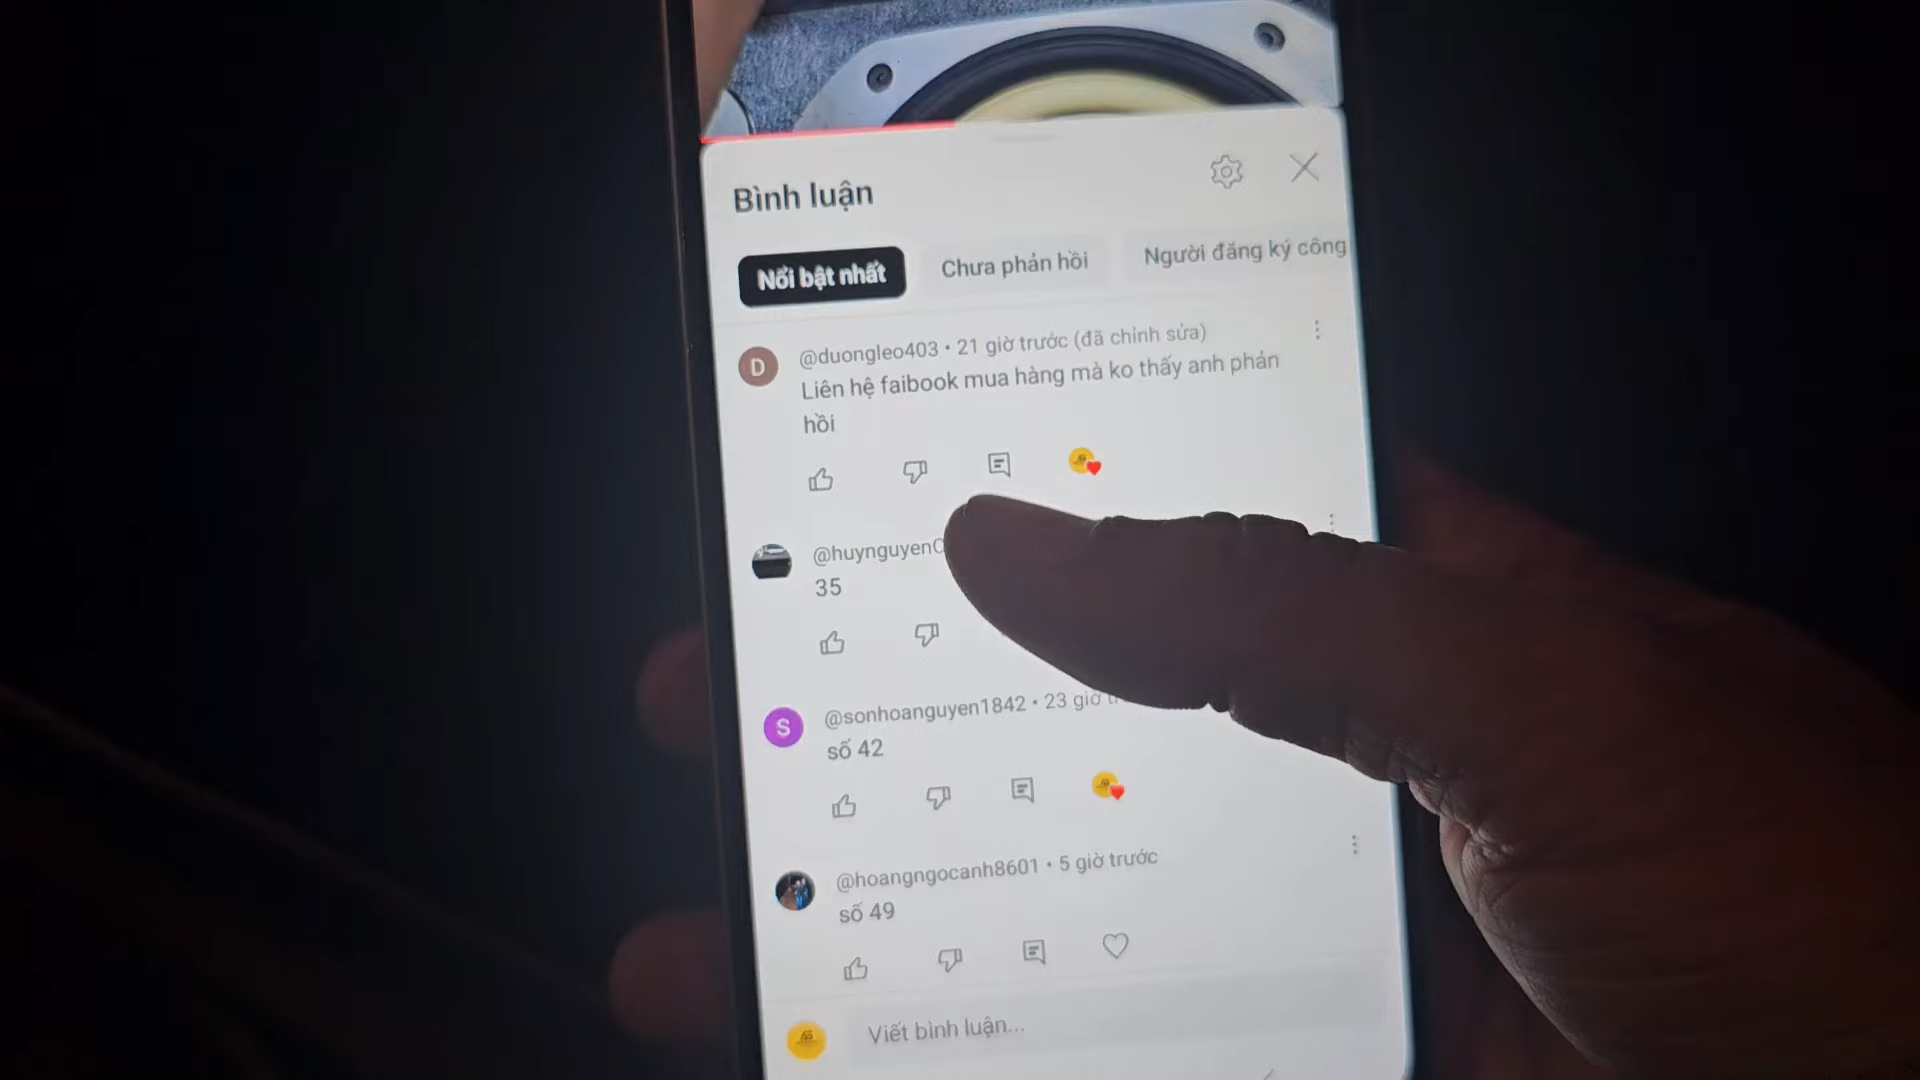 Bình luận
Nổi bật nhất
Chưa phản hồi
Người đăng ký công
D
@duongleo403 • 21 giờ trước (đã chỉnh sửa)
Liên hệ faibook mua hàng mà ko thấy anh phản
hồi
35
S
@sonhoanguyen1842 • 23 giờ
số 42
@hoangngocanh8601 • 5 giờ trước
số 49
Viết bình luận...